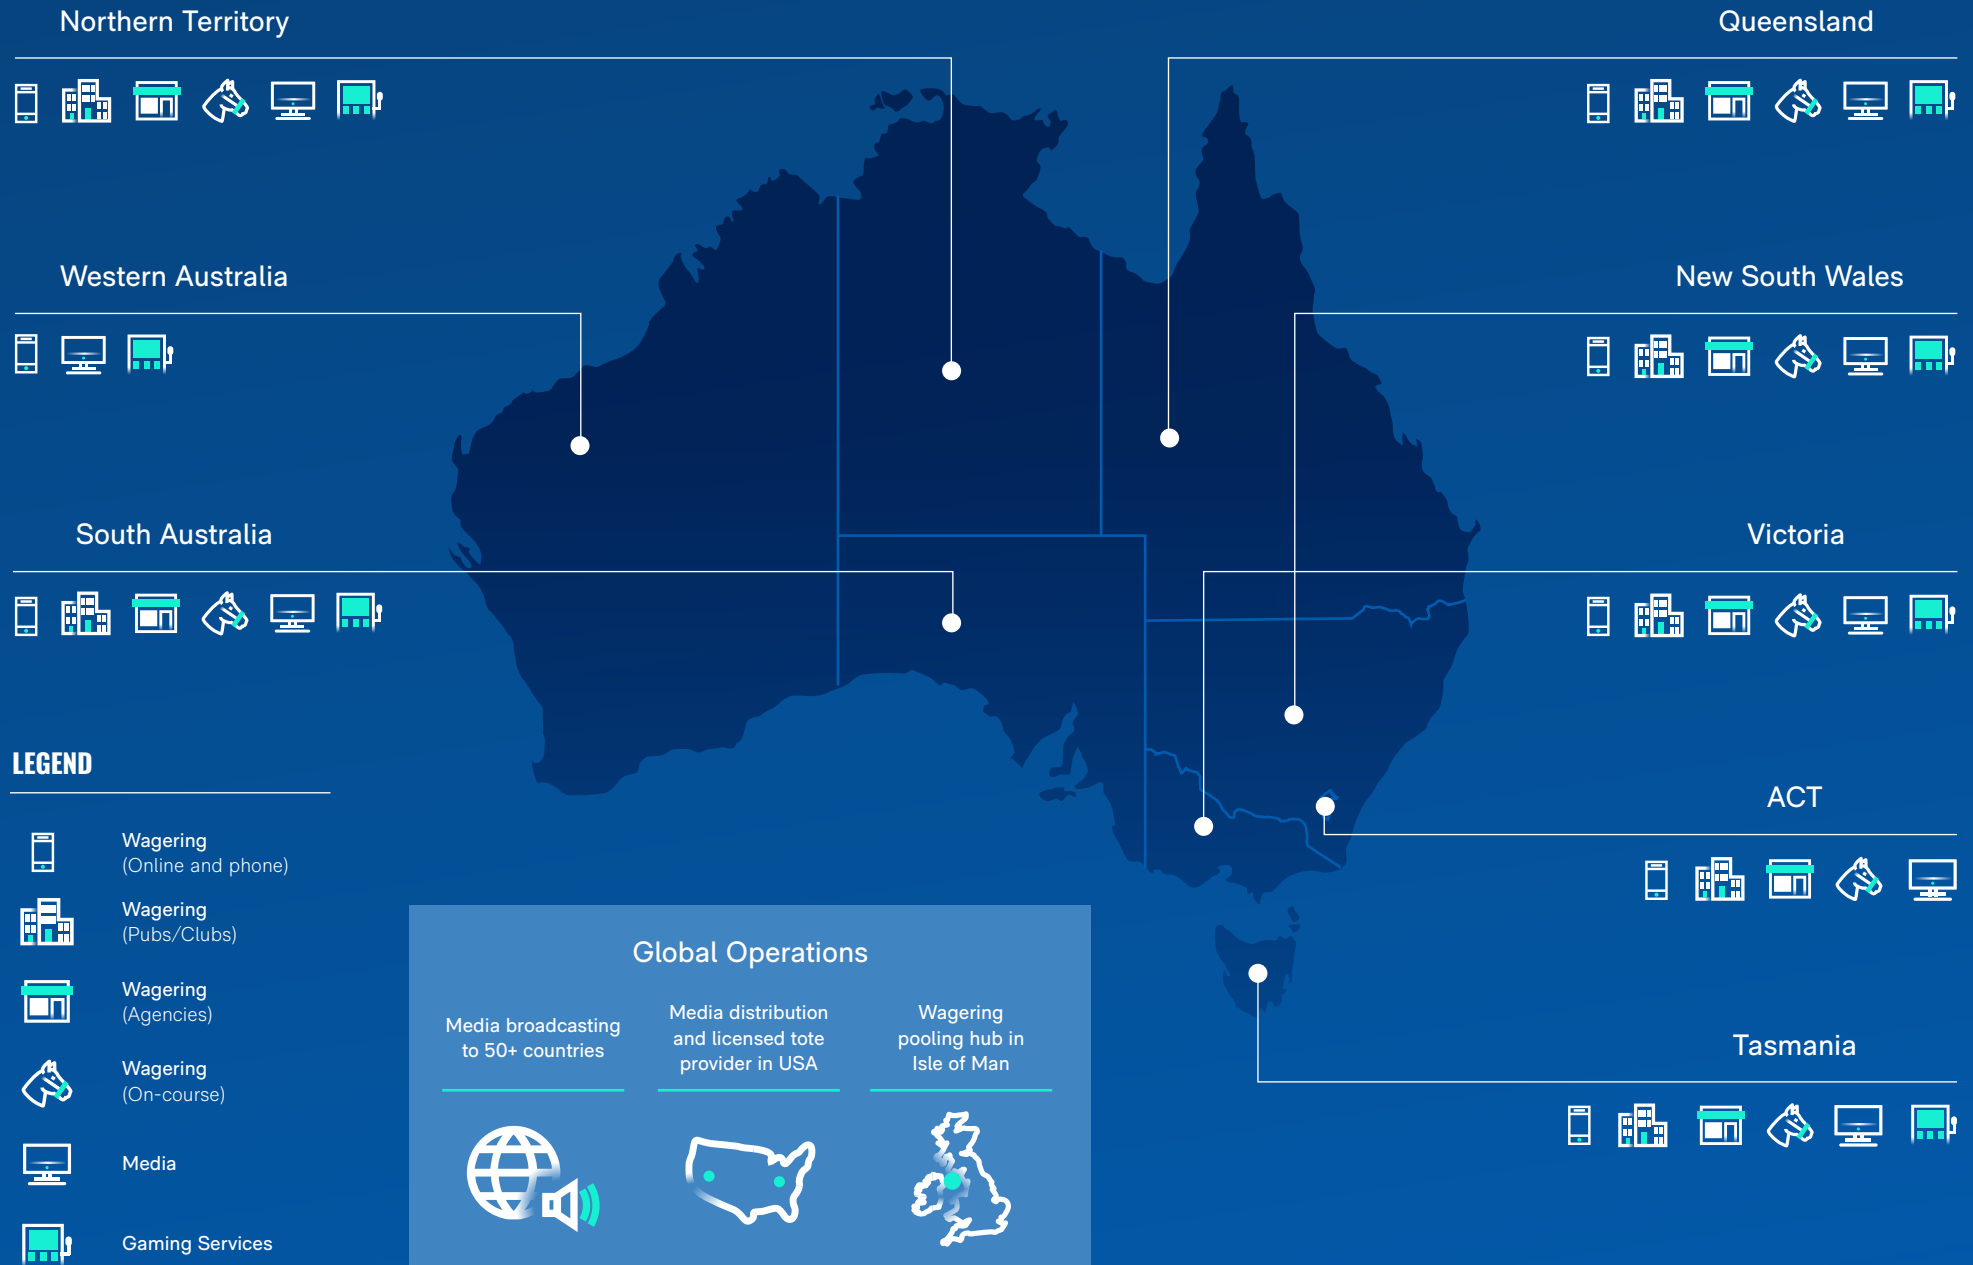 Northern Territory
Queensland
Western Australia
New South Wales
South Australia
Victoria
LEGEND
Wagering
(Online and phone)
Wagering
(Pubs/Clubs)
Wagering
(Agencies)
Wagering
(On-course)
Media
Gaming Services
ACT
Tasmania
Global Operations
Media broadcasting
to 50+ countries
Media distribution
and licensed tote
provider in USA
Wagering
pooling hub in
Isle of Man